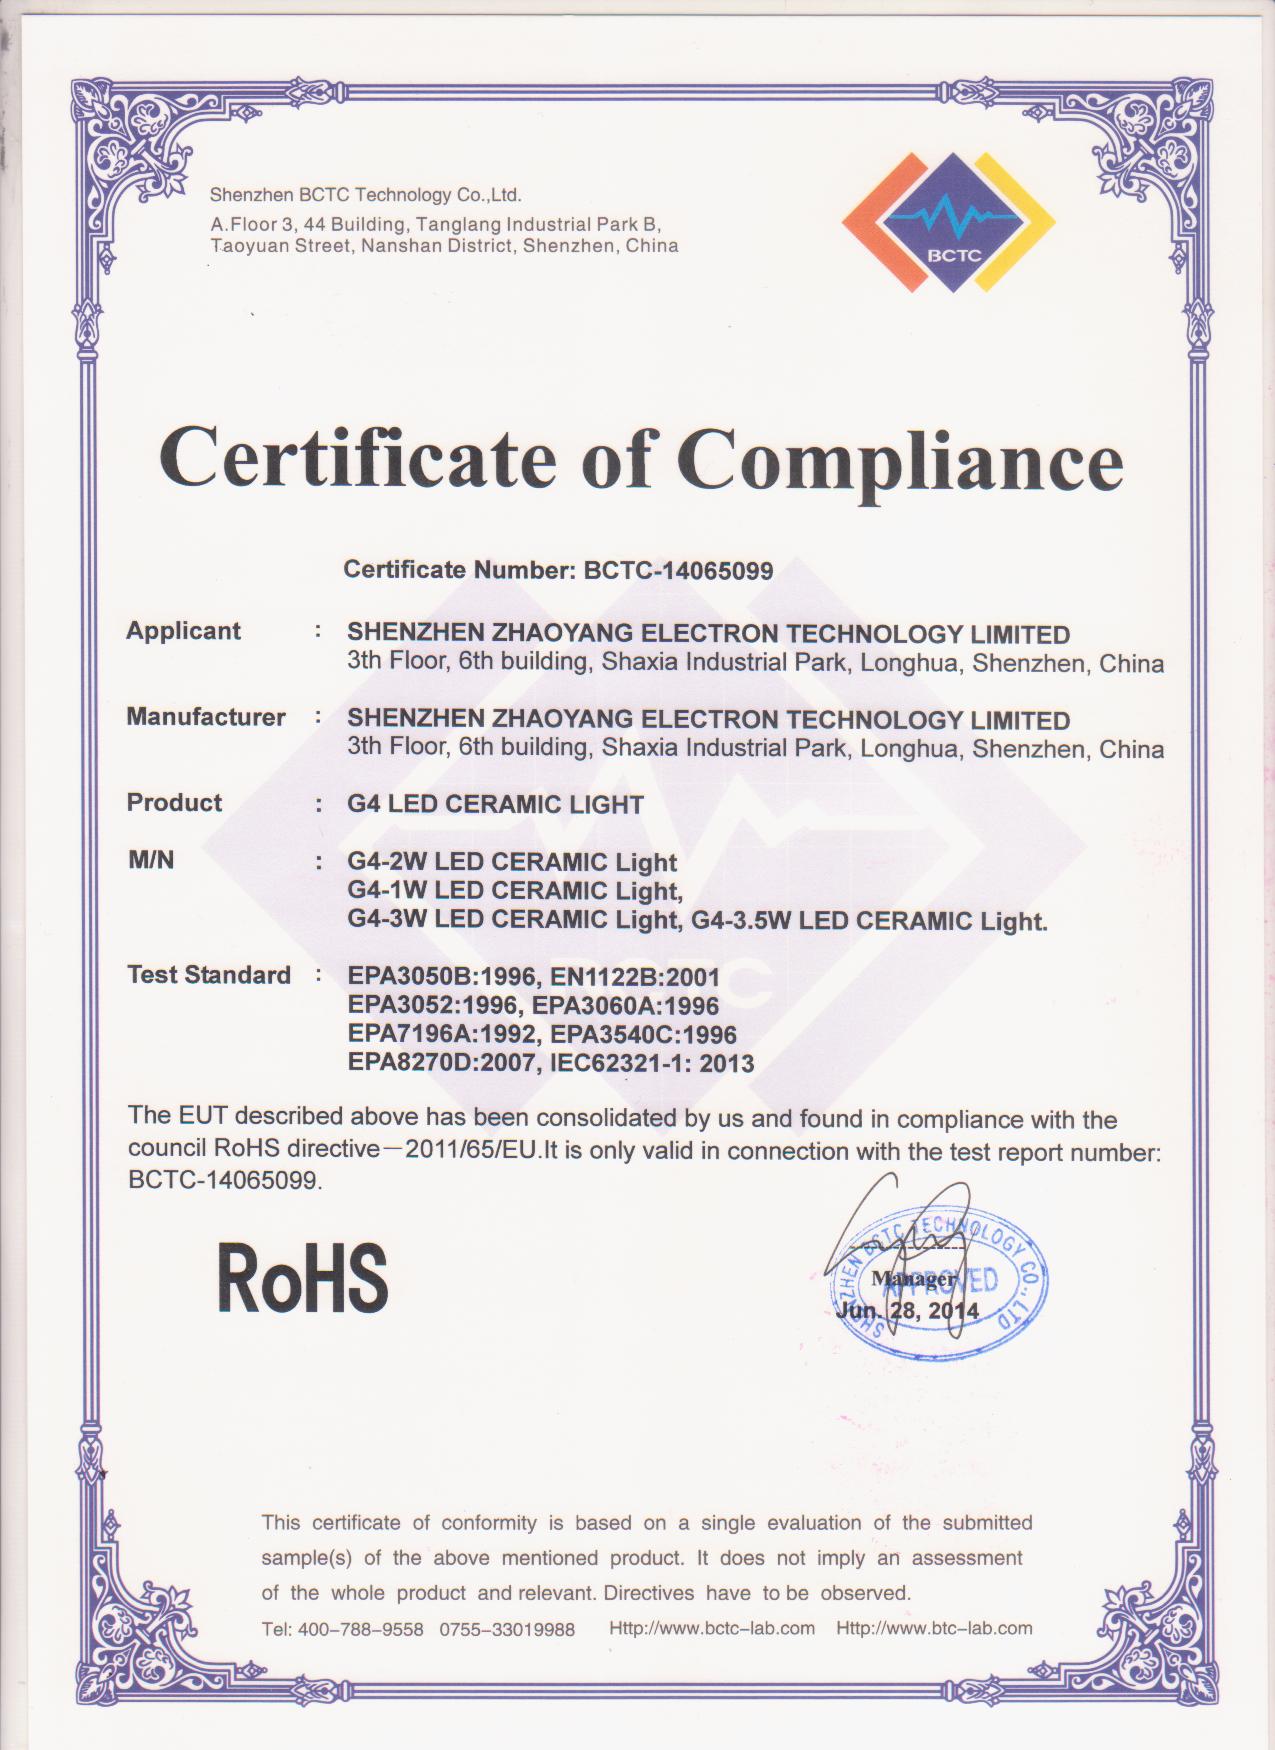 Shenzhen BCTC Technology Co.,Ltd.
A.Floor 3, 44 Building, Tanglang Industrial Park B,
Taoyuan Street, Nanshan District, Shenzhen, China
BCTC
Certificate of Compliance
Certificate Number: BCTC-14065099
Applicant : SHENZHEN ZHAOYANG ELECTRON TECHNOLOGY LIMITED
3th Floor, 6th building, Shaxia Industrial Park, Longhua, Shenzhen, China
Manufacturer : SHENZHEN ZHAOYANG ELECTRON TECHNOLOGY LIMITED
3th Floor, 6th building, Shaxia Industrial Park, Longhua, Shenzhen, China
Product : G4 LED CERAMIC LIGHT
M/N : G4-2W LED CERAMIC Light
G4-1W LED CERAMIC Light,
G4-3W LED CERAMIC Light, G4-3.5W LED CERAMIC Light.
BCTC
Test Standard : EPA3050B:1996, EN1122B:2001
EPA3052:1996, EPA3060A:1996
EPA7196A:1992, EPA3540C:1996
EPA8270D:2007, IEC62321-1: 2013
The EUT described above has been consolidated by us and found in compliance with the
council RoHS directive—2011/65/EU.It is only valid in connection with the test report number:
BCTC-14065099.
RoHS
SHENZHEN BCTC TECHNOLOGY CO., LTD
APPROVED
Manager
Jun. 28, 2014
This certificate of conformity is based on a single evaluation of the submitted
sample(s) of the above mentioned product. It does not imply an assessment
of the whole product and relevant. Directives have to be observed.
Tel: 400-788-9558 0755-33019988 Http://www.bctc-lab.com Http://www.btc-lab.com